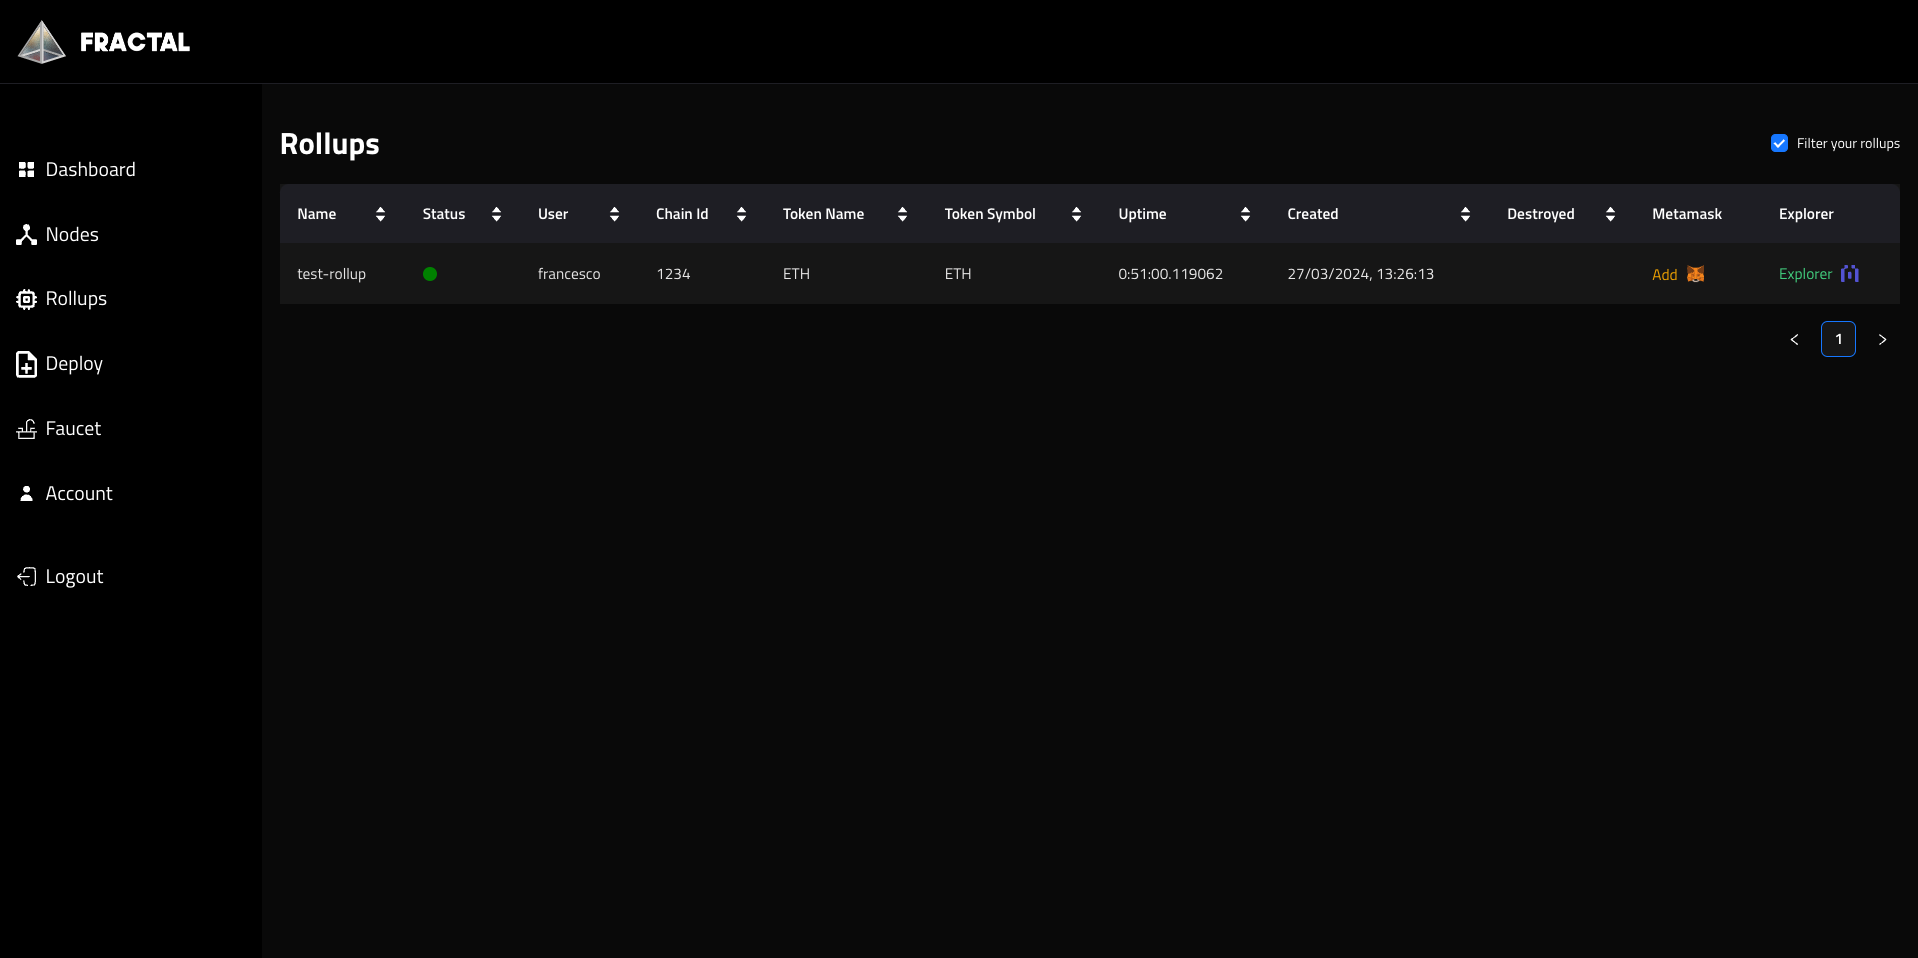 FRACTAL
Dashboard
Nodes
Rollups
Deploy
Faucet
Account
Logout
Rollups
Filter your rollups
Name Status User Chain Id Token Name Token Symbol Uptime Created Destroyed Metamask Explorer
test-rollup francesco 1234 ETH ETH 0:51:00.119062 27/03/2024, 13:26:13 Add Explorer
< 1 >